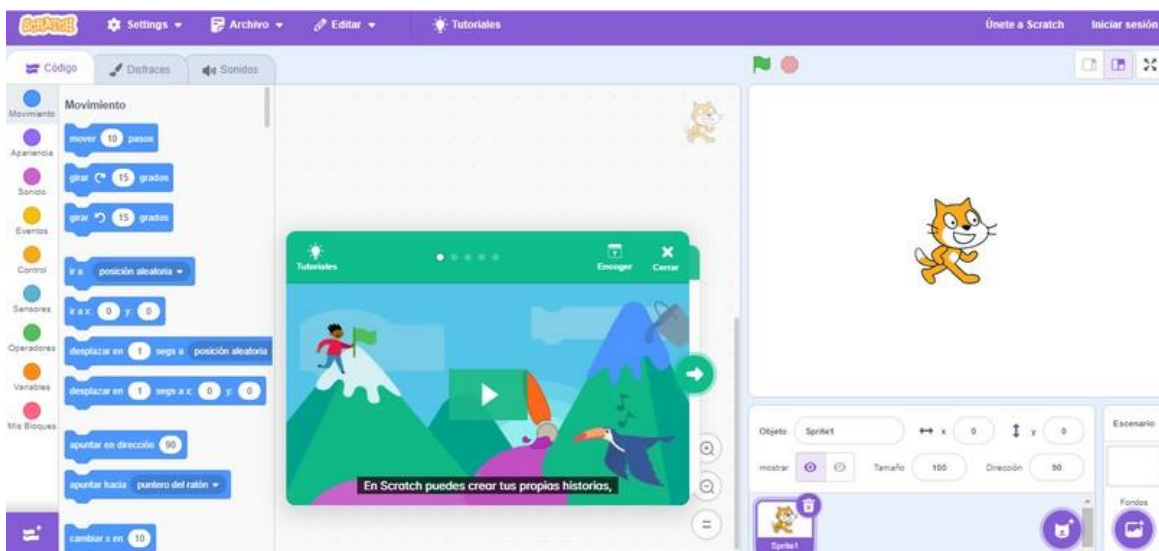 SCRATCH Settings Archivo Editar Tutoriales Únete a Scratch Iniciar sesión
Código Disfraces Sonidos
Movimiento
Apariencia
Sonido
Eventos
Control
Sensores
Operadores
Variables
Mis Bloques
Movimiento
mover 10 pasos
girar 15 grados
girar 15 grados
ir a posición aleatoria
ir a x: 0 y: 0
desplazar en 1 segs a posición aleatoria
desplazar en 1 segs a x: 0 y: 0
apuntar en dirección 90
apuntar hacia puntero del ratón
cambiar x en 10
Tutoriales Encoger Cerrar
En Scratch puedes crear tus propias historias,
Objeto Sprite1 x 0 y 0
mostrar Tamaño 100 Dirección 90
Sprite1
Escenario
Fondos